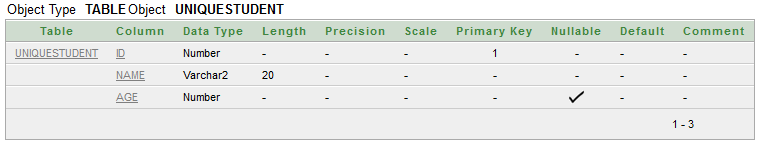 Object Type TABLE Object UNIQUESTUDENT
Table Column Data Type Length Precision Scale Primary Key Nullable Default Comment
UNIQUESTUDENT ID Number - - - 1 - - -
NAME Varchar2 20 - - - - - -
AGE Number - - - - ✓ - -
1 - 3